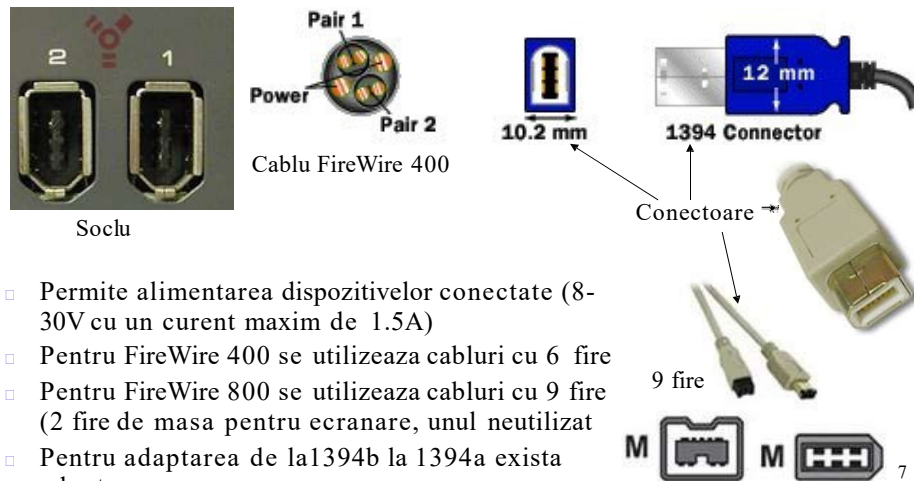 Pair 1
2 1
Power
12 mm
Pair 2
10.2 mm
1394 Connector
Cablu FireWire 400
Conectoare
Soclu
Permite alimentarea dispozitivelor conectate (8-
30V cu un curent maxim de 1.5A)
Pentru FireWire 400 se utilizeaza cabluri cu 6 fire
Pentru FireWire 800 se utilizeaza cabluri cu 9 fire
(2 fire de masa pentru ecranare, unul neutilizat
Pentru adaptarea de la1394b la 1394a exista
9 fire
M M
7